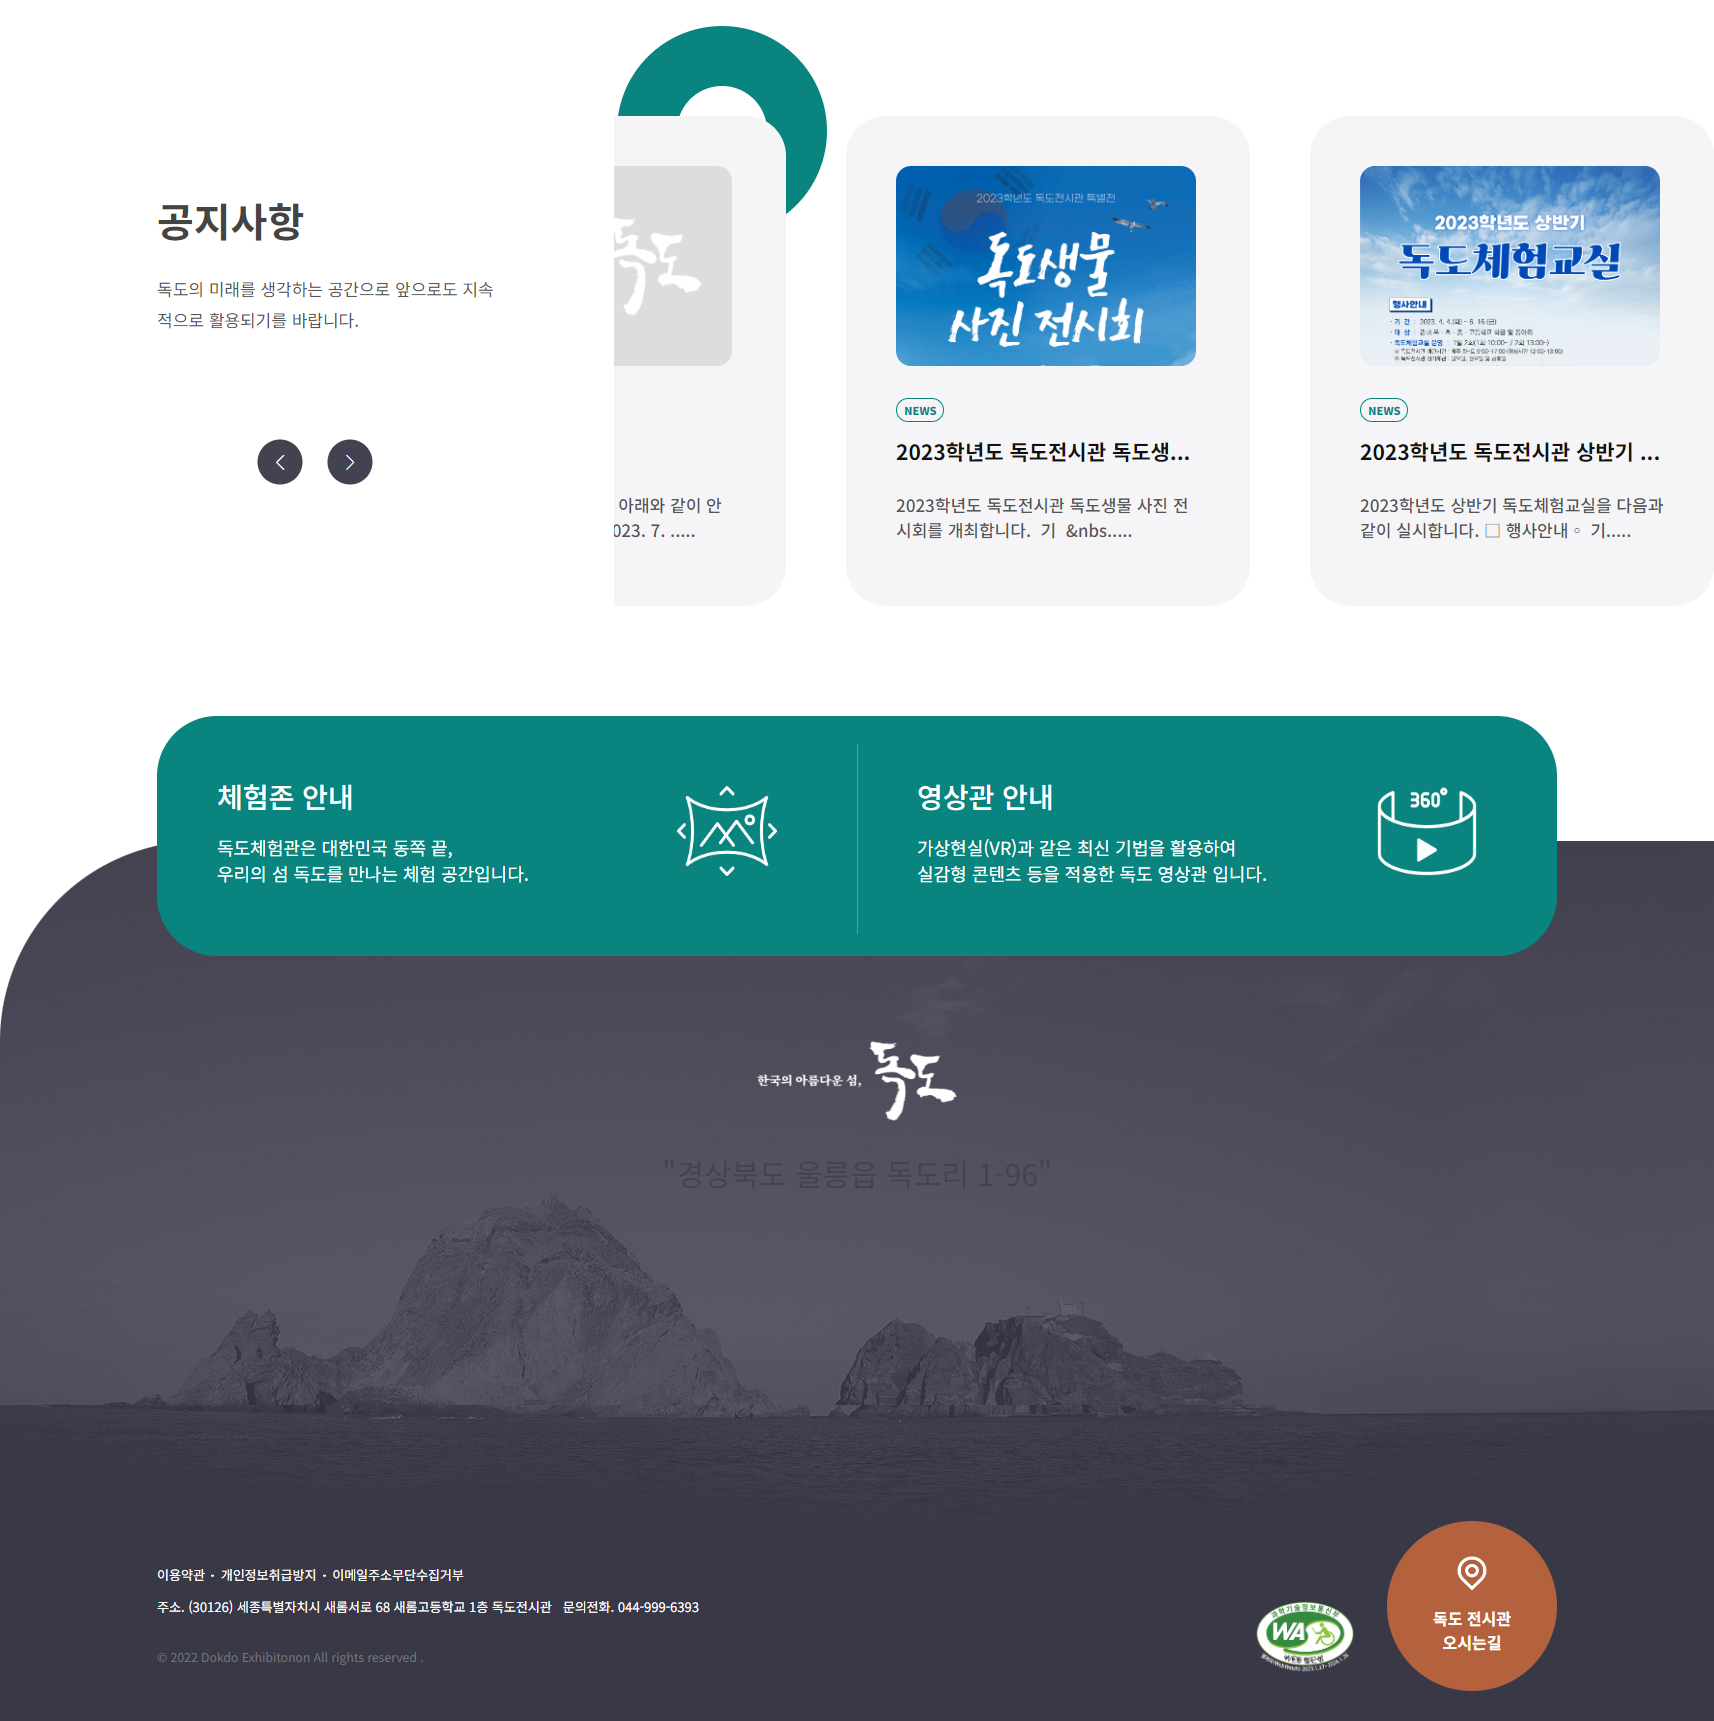 공지사항
독도의 미래를 생각하는 공간으로 앞으로도 지속
적으로 활용되기를 바랍니다.
독도
아래와 같이 안
023. 7. .....
2023학년도 독도전시관 특별전
독도생물
사진 전시회
NEWS
2023학년도 독도전시관 독도생...
2023학년도 독도전시관 독도생물 사진 전
시회를 개최합니다.  기  &nbs.....
2023학년도 상반기
독도체험교실
행사안내
· 기 간 : 2023. 4. 4.(화) ~ 6. 16.(금)
NEWS
2023학년도 독도전시관 상반기 ...
2023학년도 상반기 독도체험교실을 다음과
같이 실시합니다. □ 행사안내 ◦ 기.....
체험존 안내
독도체험관은 대한민국 동쪽 끝,
우리의 섬 독도를 만나는 체험 공간입니다.
영상관 안내
가상현실(VR)과 같은 최신 기법을 활용하여
실감형 콘텐츠 등을 적용한 독도 영상관 입니다.
360°
한국의 아름다운 섬, 독도
"경상북도 울릉읍 독도리 1-96"
이용약관 · 개인정보취급방지 · 이메일주소무단수집거부
주소. (30126) 세종특별자치시 새롬서로 68 새롬고등학교 1층 독도전시관 문의전화. 044-999-6393
© 2022 Dokdo Exhibitonon All rights reserved .
과학기술정보통신부
WA
독도 전시관
오시는길